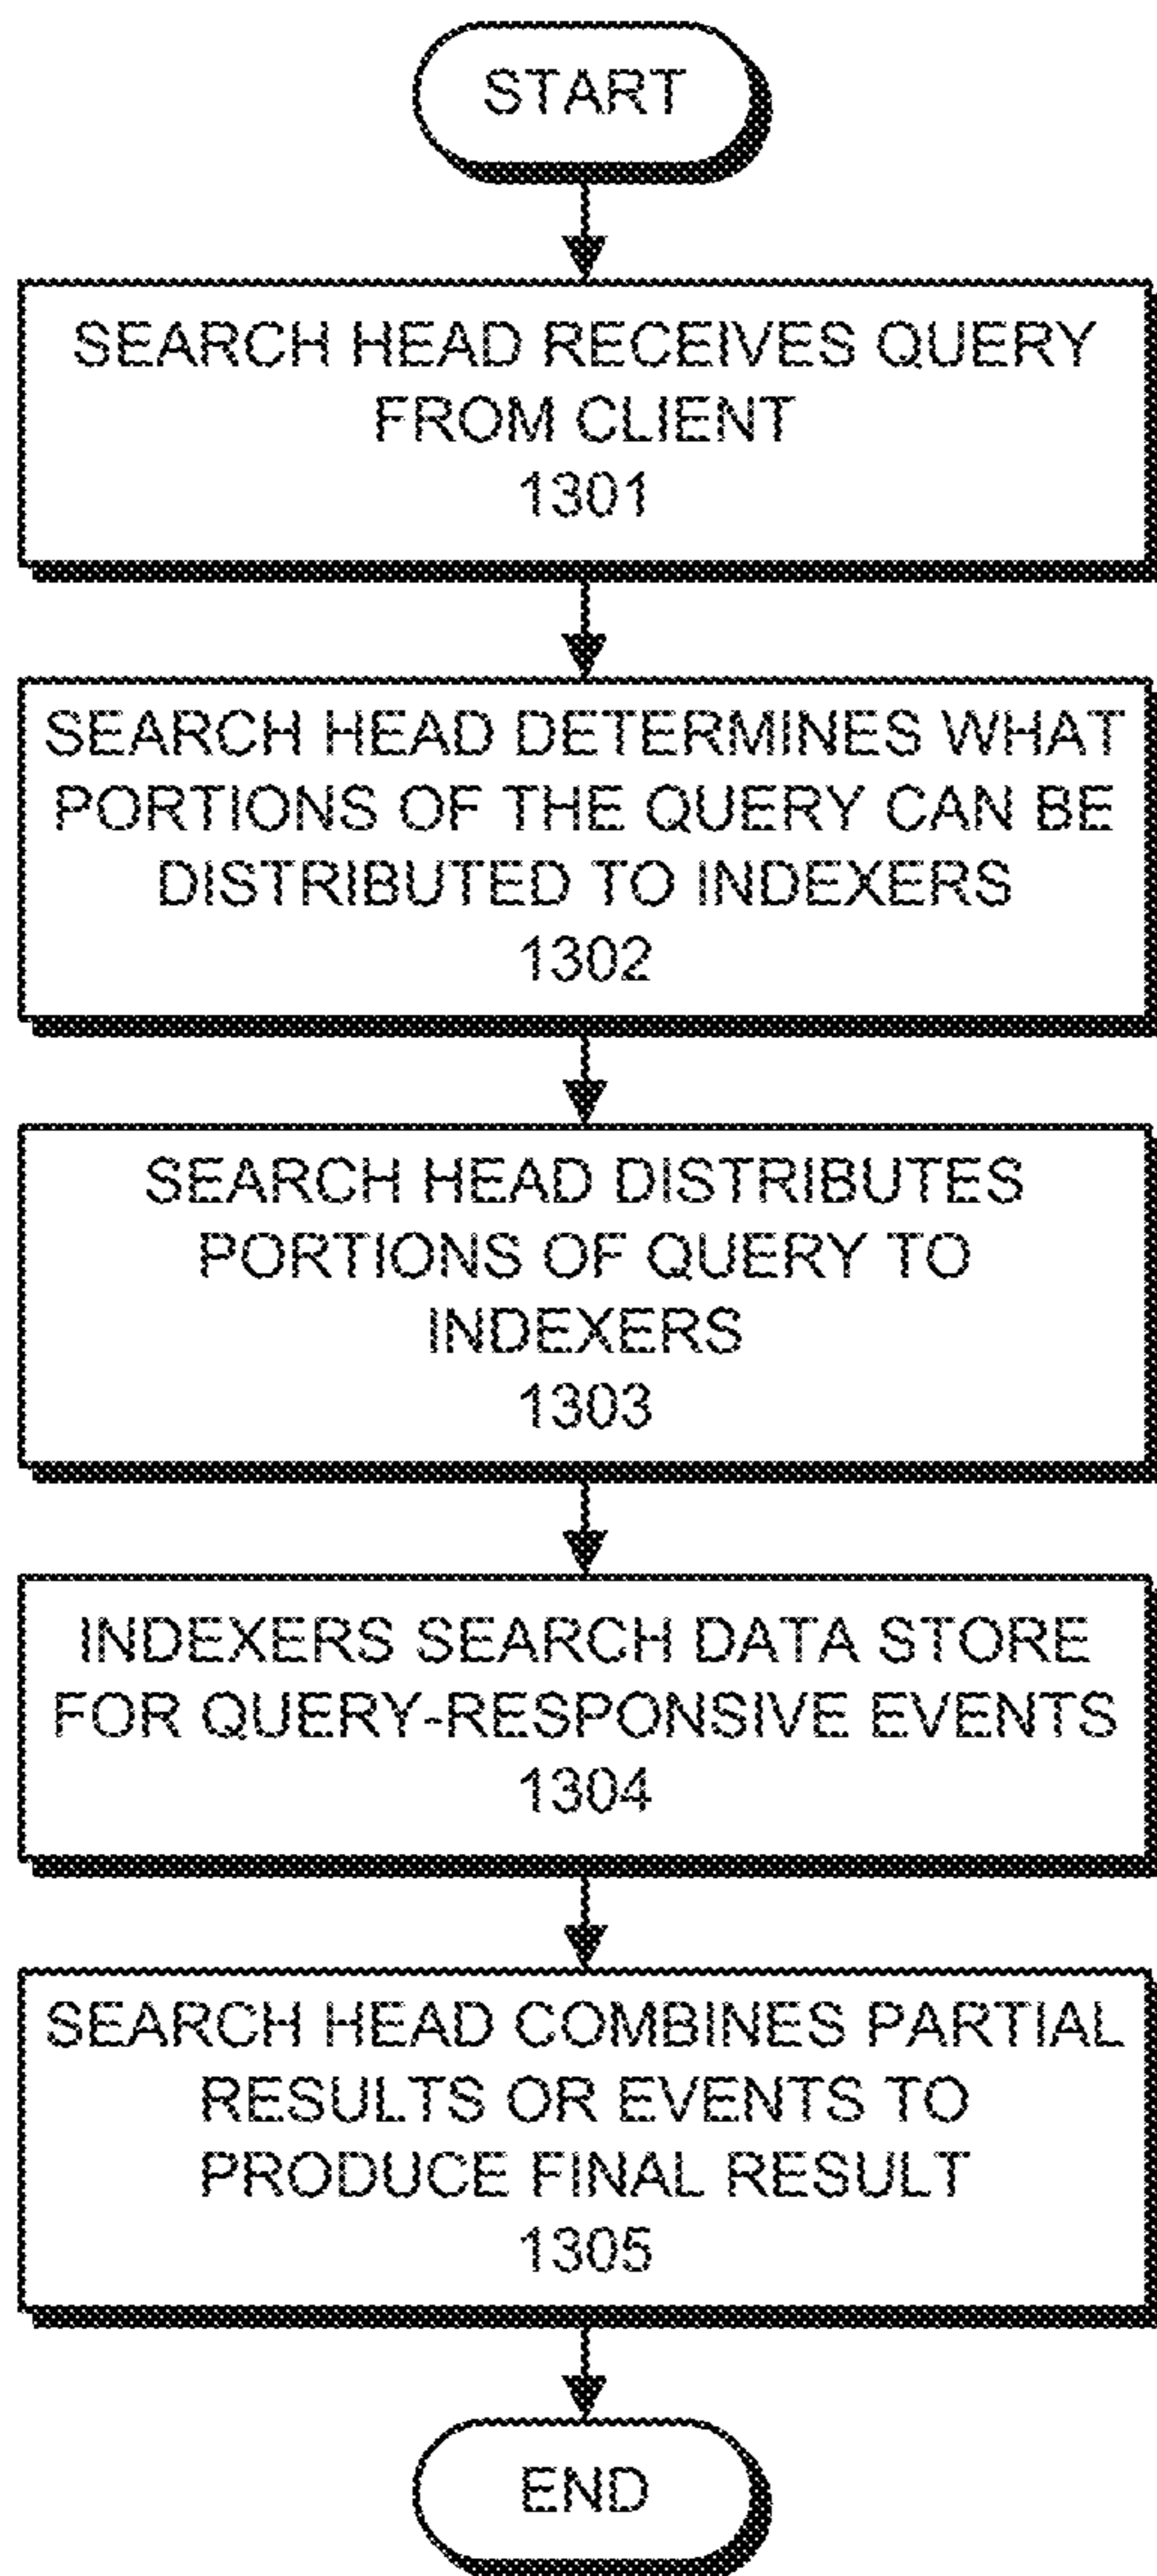 START
SEARCH HEAD RECEIVES QUERY
FROM CLIENT
1301
SEARCH HEAD DETERMINES WHAT
PORTIONS OF THE QUERY CAN BE
DISTRIBUTED TO INDEXERS
1302
SEARCH HEAD DISTRIBUTES
PORTIONS OF QUERY TO
INDEXERS
1303
INDEXERS SEARCH DATA STORE
FOR QUERY-RESPONSIVE EVENTS
1304
SEARCH HEAD COMBINES PARTIAL
RESULTS OR EVENTS TO
PRODUCE FINAL RESULT
1305
END